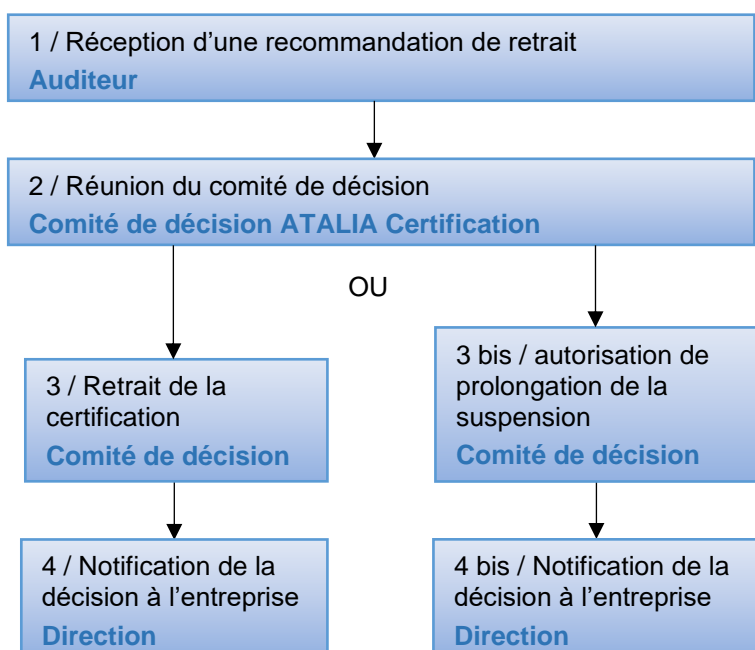 1 / Réception d’une recommandation de retrait
Auditeur
2 / Réunion du comité de décision
Comité de décision ATALIA Certification
OU
3 / Retrait de la
certification
Comité de décision
3 bis / autorisation de
prolongation de la
suspension
Comité de décision
4 / Notification de la
décision à l’entreprise
Direction
4 bis / Notification de la
décision à l’entreprise
Direction